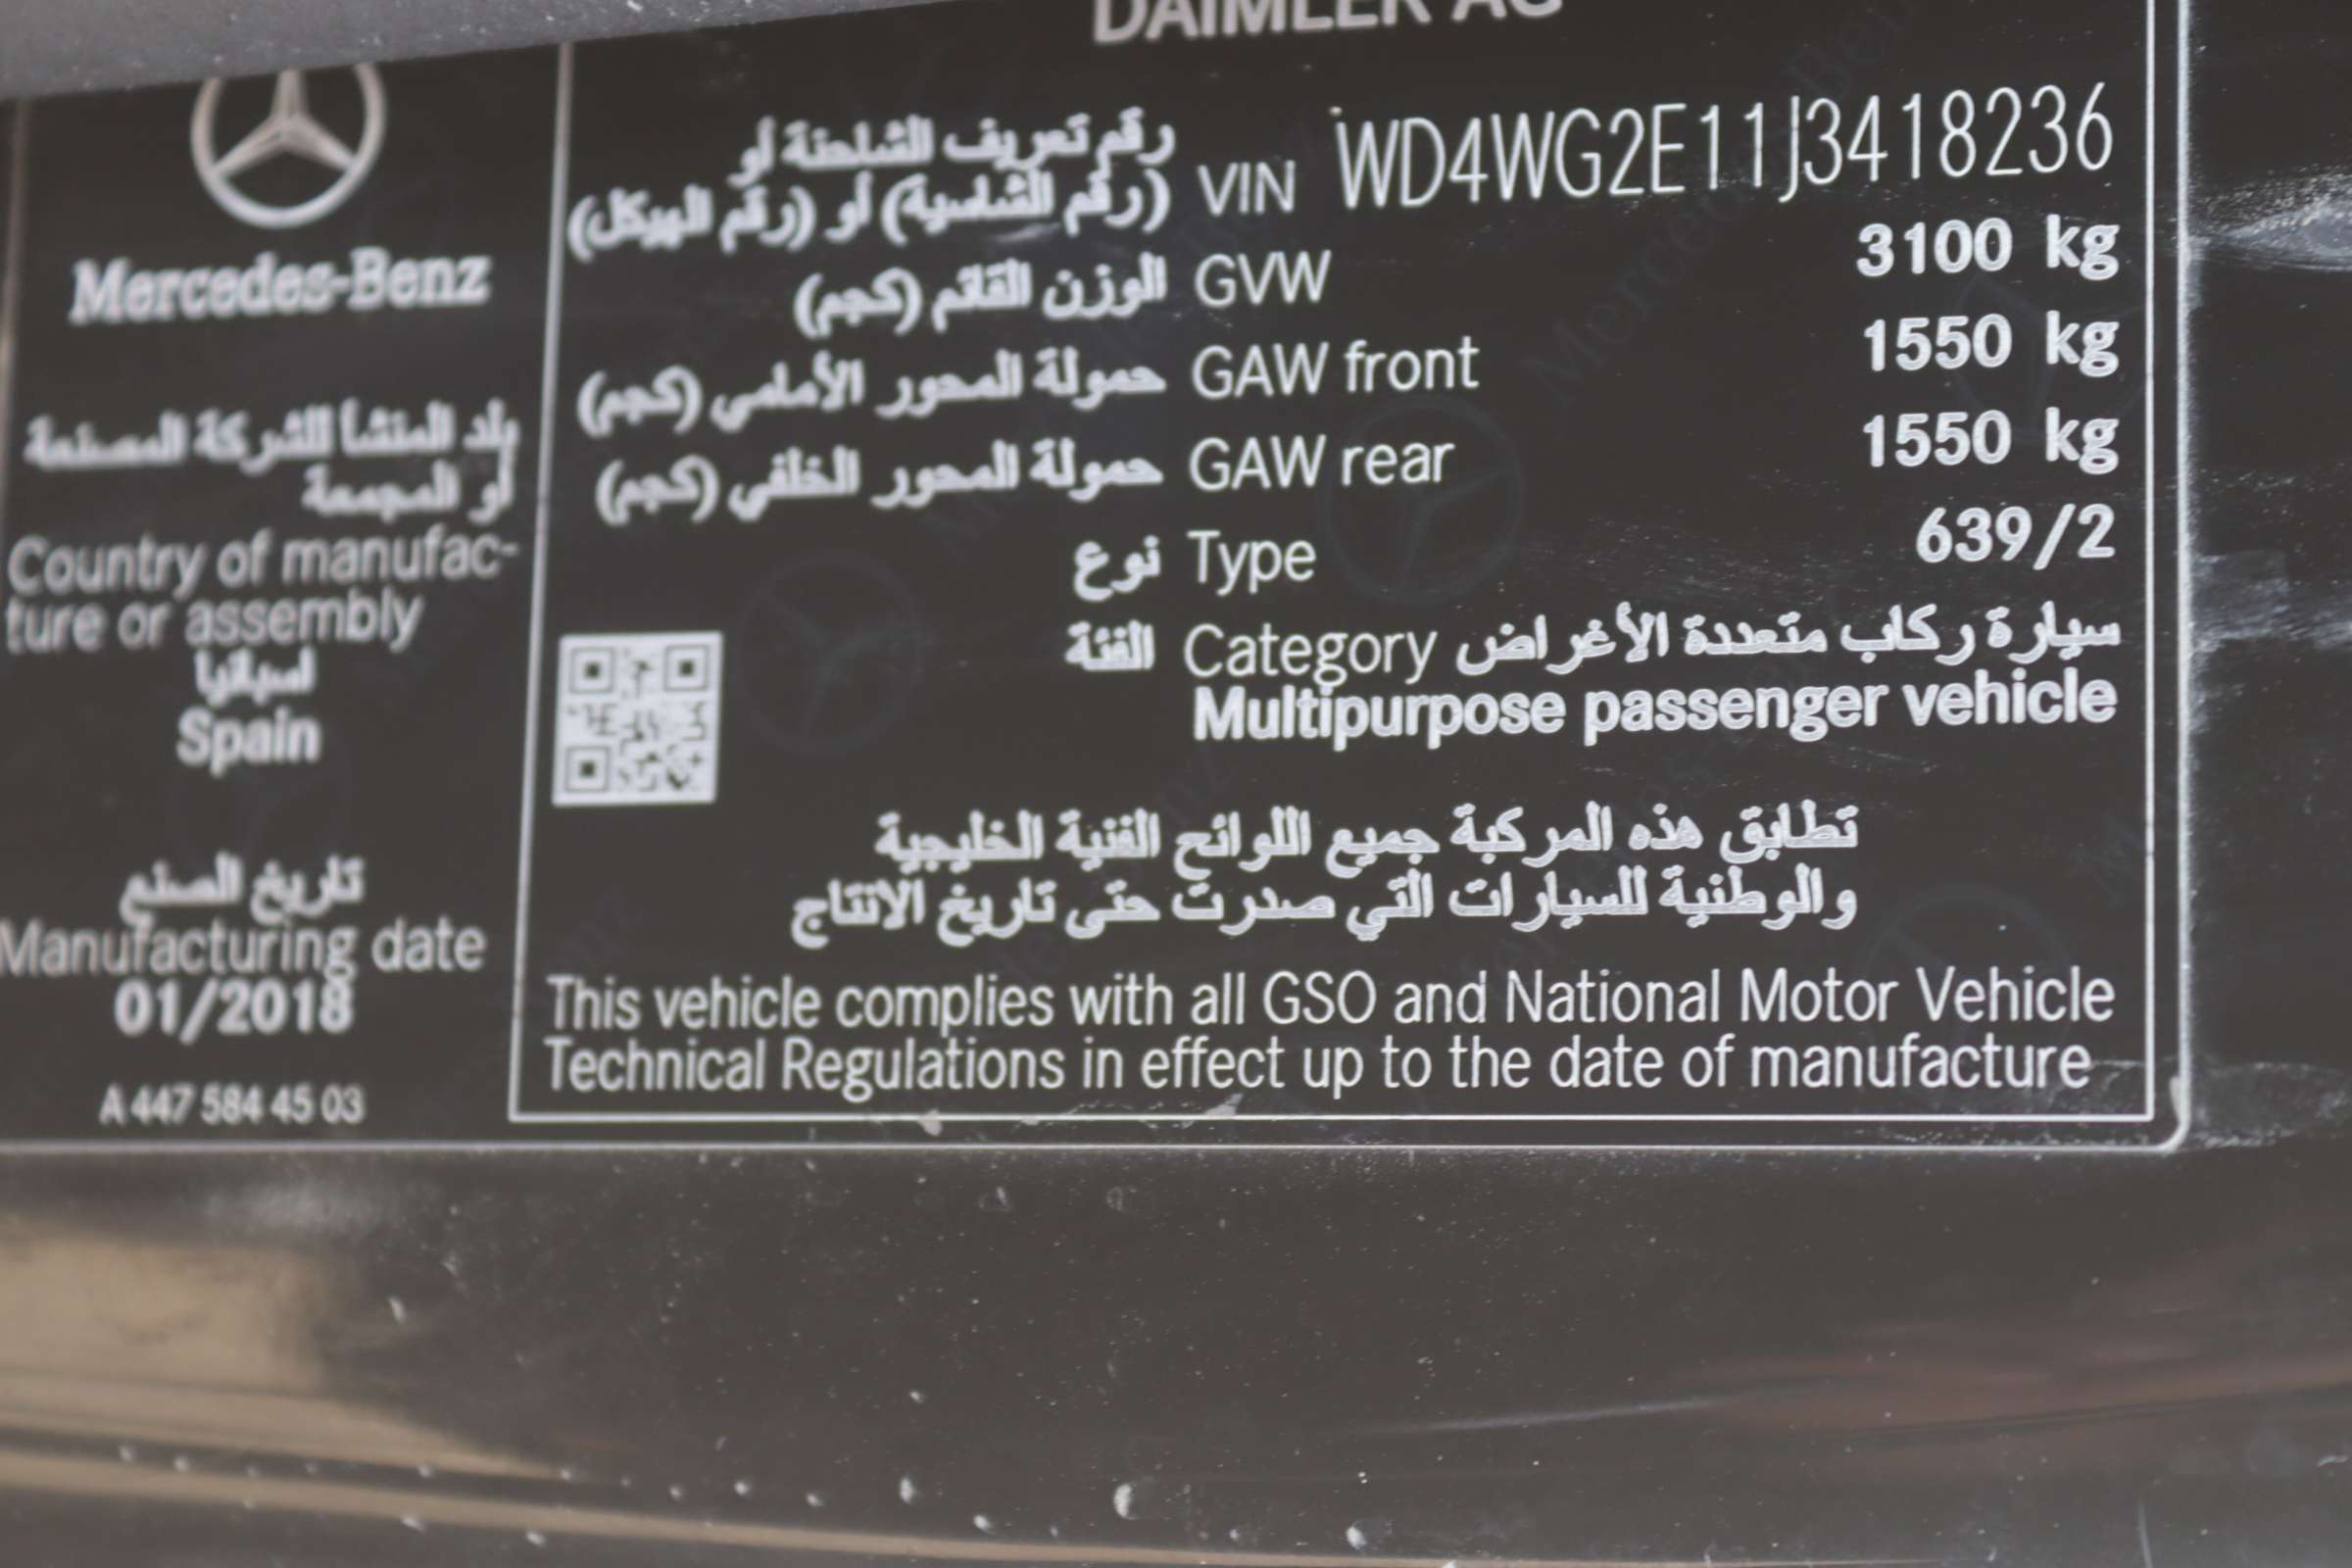 DAIMLER AG
Mercedes-Benz
بلد المنشأ للشركة المصنعة
أو المجمعة
Country of manufac-
ture or assembly
اسبانيا
Spain
تاريخ الصنع
Manufacturing date
01/2018
A 447 584 45 03
رقم تعريف الشاحنة أو
(رقم الشاسية) أو (رقم الهيكل) VIN WD4WG2E11J3418236
الوزن القائم (كجم) GVW 3100 kg
حمولة المحور الأمامي (كجم) GAW front 1550 kg
حمولة المحور الخلفي (كجم) GAW rear 1550 kg
نوع Type 639/2
الفئة Category سيارة ركاب متعددة الأغراض
Multipurpose passenger vehicle
تطابق هذه المركبة جميع اللوائح الفنية الخليجية
والوطنية للسيارات التي صدرت حتى تاريخ الانتاج
This vehicle complies with all GSO and National Motor Vehicle
Technical Regulations in effect up to the date of manufacture